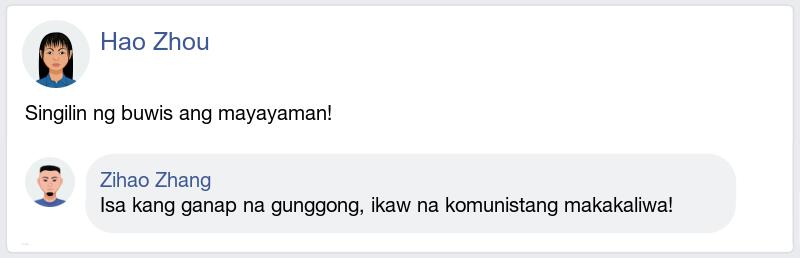 Hao Zhou
Singilin ng buwis ang mayayaman!
Zihao Zhang
Isa kang ganap na gunggong, ikaw na komunistang makakaliwa!